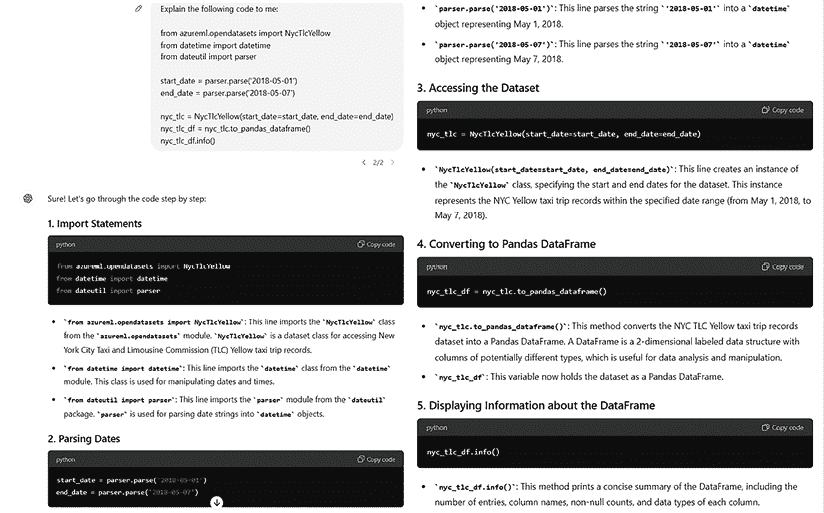 Explain the following code to me:
from azureml.opendatasets import NycTlcYellow
from datetime import datetime
from dateutil import parser
start_date = parser.parse('2018-05-01')
end_date = parser.parse('2018-05-07')
nyc_tlc = NycTlcYellow(start_date=start_date, end_date=end_date)
nyc_tlc_df = nyc_tlc.to_pandas_dataframe()
nyc_tlc_df.info()
< 2/2 >
Sure! Let's go through the code step by step:
1. Import Statements
python Copy code
from azureml.opendatasets import NycTlcYellow
from datetime import datetime
from dateutil import parser
• `from azureml.opendatasets import NycTlcYellow`: This line imports the `NycTlcYellow` class
from the `azureml.opendatasets` module. `NycTlcYellow` is a dataset class for accessing New
York City Taxi and Limousine Commission (TLC) Yellow taxi trip records.
• `from datetime import datetime`: This line imports the `datetime` class from the `datetime`
module. This class is used for manipulating dates and times.
• `from dateutil import parser`: This line imports the `parser` module from the `dateutil`
package. `parser` is used for parsing date strings into `datetime` objects.
2. Parsing Dates
python Copy code
start_date = parser.parse('2018-05-01')
end_date = parser.parse('2018-05-07')
• `parser.parse('2018-05-01')`: This line parses the string `'2018-05-01'` into a `datetime`
object representing May 1, 2018.
• `parser.parse('2018-05-07')`: This line parses the string `'2018-05-07'` into a `datetime`
object representing May 7, 2018.
3. Accessing the Dataset
python Copy code
nyc_tlc = NycTlcYellow(start_date=start_date, end_date=end_date)
• `NycTlcYellow(start_date=start_date, end_date=end_date)`: This line creates an instance of
the `NycTlcYellow` class, specifying the start and end dates for the dataset. This instance
represents the NYC Yellow taxi trip records within the specified date range (from May 1, 2018, to
May 7, 2018).
4. Converting to Pandas DataFrame
python Copy code
nyc_tlc_df = nyc_tlc.to_pandas_dataframe()
• `nyc_tlc.to_pandas_dataframe()`: This method converts the NYC TLC Yellow taxi trip records
dataset into a Pandas DataFrame. A DataFrame is a 2-dimensional labeled data structure with
columns of potentially different types, which is useful for data analysis and manipulation.
• `nyc_tlc_df`: This variable now holds the dataset as a Pandas DataFrame.
5. Displaying Information about the DataFrame
python Copy code
nyc_tlc_df.info()
• `nyc_tlc_df.info()`: This method prints a concise summary of the DataFrame, including the
number of entries, column names, non-null counts, and data types of each column.